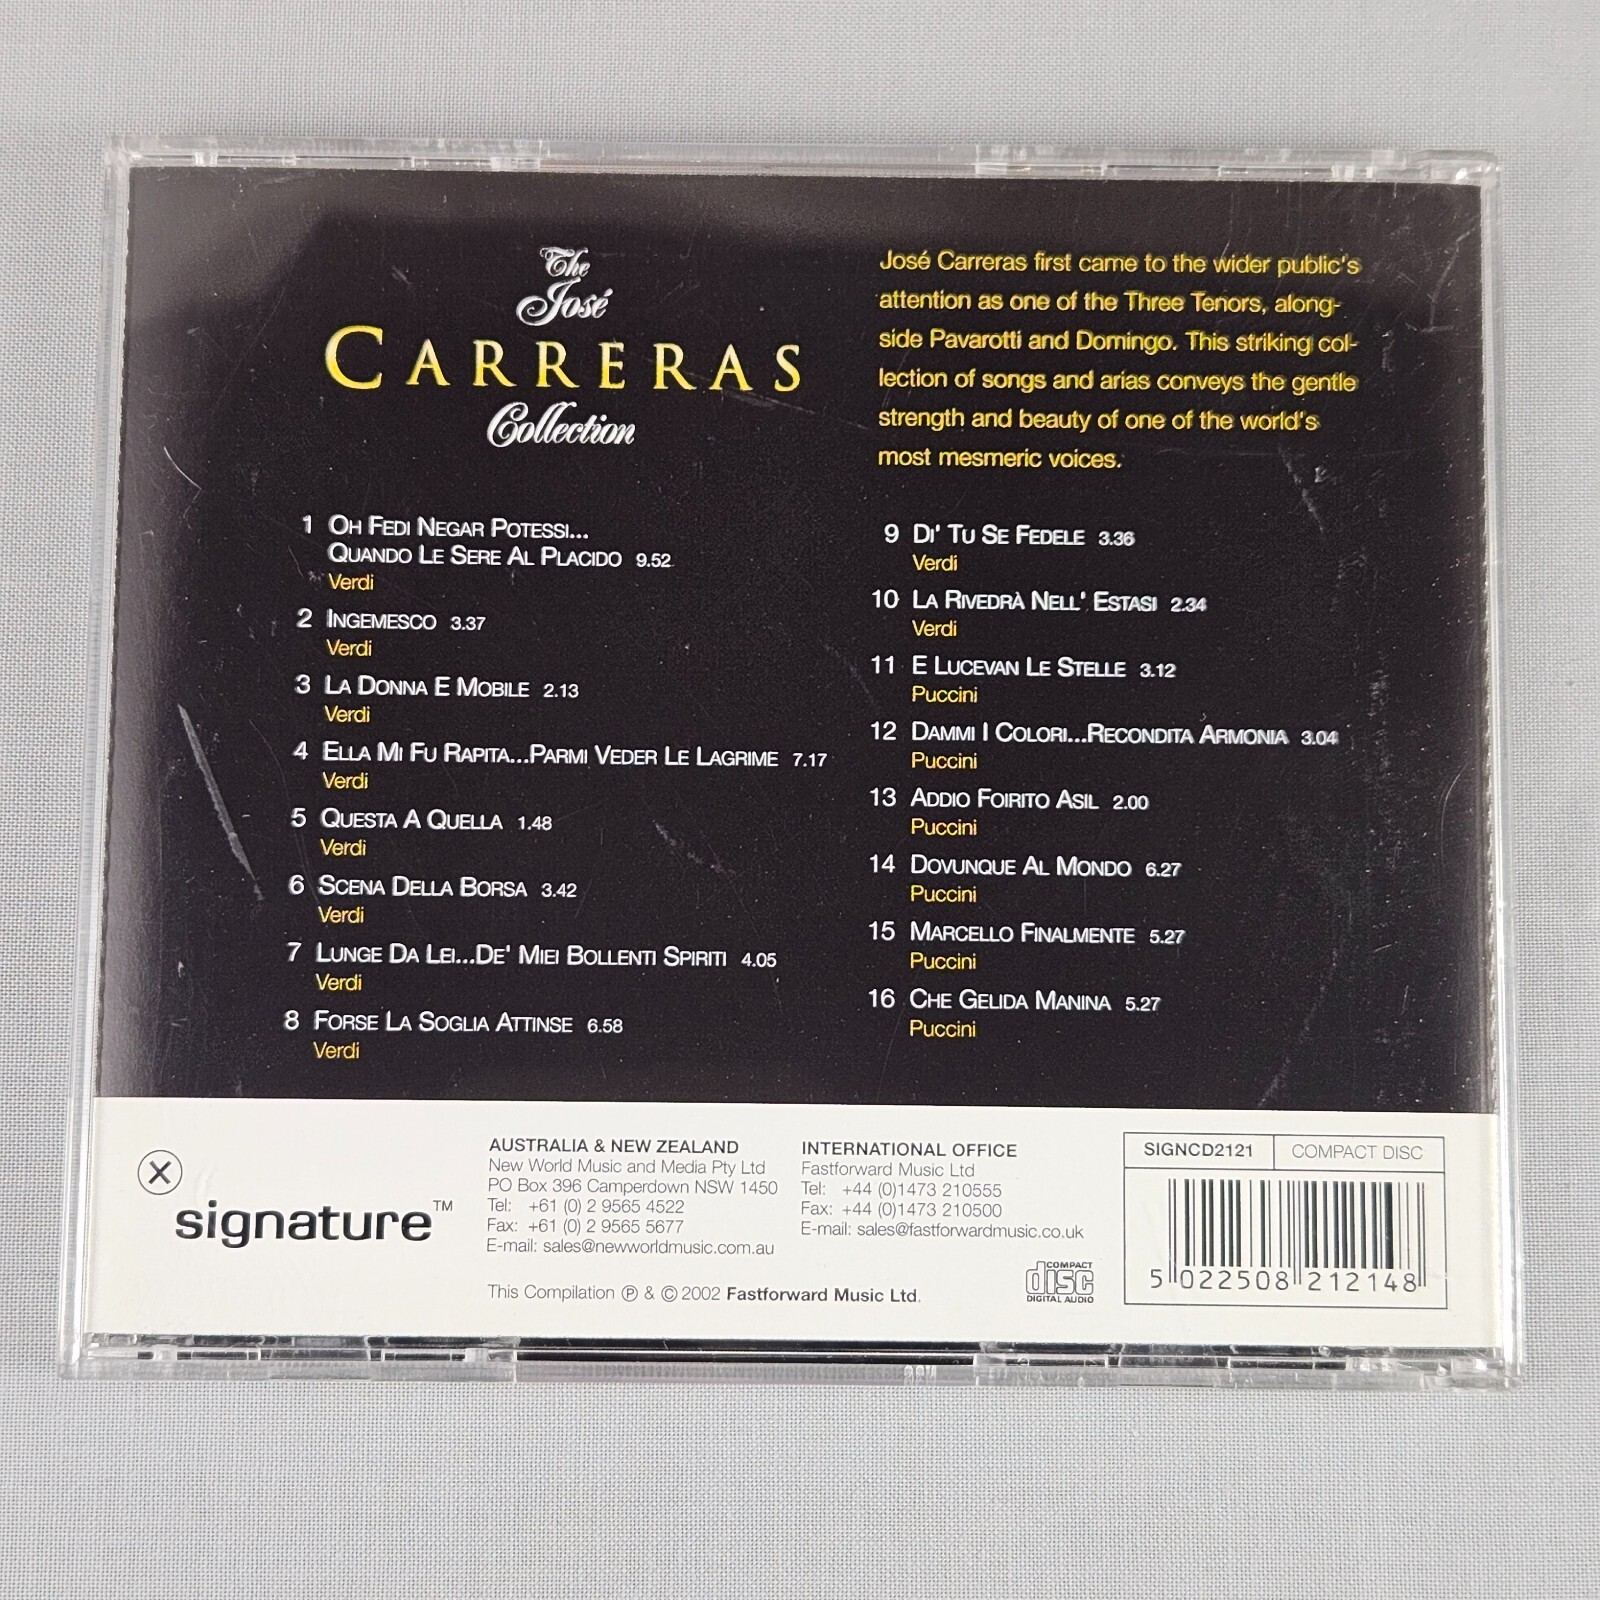 The
José
CARRERAS
Collection
José Carreras first came to the wider public's
attention as one of the Three Tenors, along-
side Pavarotti and Domingo. This striking col-
lection of songs and arias conveys the gentle
strength and beauty of one of the world's
most mesmeric voices.
1 OH FEDI NEGAR POTESSI...
QUANDO LE SERE AL PLACIDO 9.52
Verdi
2 INGEMESCO 3.37
Verdi
3 LA DONNA E MOBILE 2.13
Verdi
4 ELLA MI FU RAPITA...PARMI VEDER LE LAGRIME 7.17
Verdi
5 QUESTA A QUELLA 1.48
Verdi
6 SCENA DELLA BORSA 3.42
Verdi
7 LUNGE DA LEI...DE' MIEI BOLLENTI SPIRITI 4.05
Verdi
8 FORSE LA SOGLIA ATTINSE 6.58
Verdi
9 DI' TU SE FEDELE 3.36
Verdi
10 LA RIVEDRÀ NELL' ESTASI 2.34
Verdi
11 E LUCEVAN LE STELLE 3.12
Puccini
12 DAMMI I COLORI...RECONDITA ARMONIA 3.04
Puccini
13 ADDIO FOIRITO ASIL 2.00
Puccini
14 DOVUNQUE AL MONDO 6.27
Puccini
15 MARCELLO FINALMENTE 5.27
Puccini
16 CHE GELIDA MANINA 5.27
Puccini
signature™
AUSTRALIA & NEW ZEALAND
New World Music and Media Pty Ltd
PO Box 396 Camperdown NSW 1450
Tel: +61 (0) 2 9565 4522
Fax: +61 (0) 2 9565 5677
E-mail: sales@newworldmusic.com.au
INTERNATIONAL OFFICE
Fastforward Music Ltd
Tel: +44 (0)1473 210555
Fax: +44 (0)1473 210500
E-mail: sales@fastforwardmusic.co.uk
This Compilation ℗ & © 2002 Fastforward Music Ltd.
COMPACT
disc
DIGITAL AUDIO
SIGNCD2121 COMPACT DISC
5 022508 212148